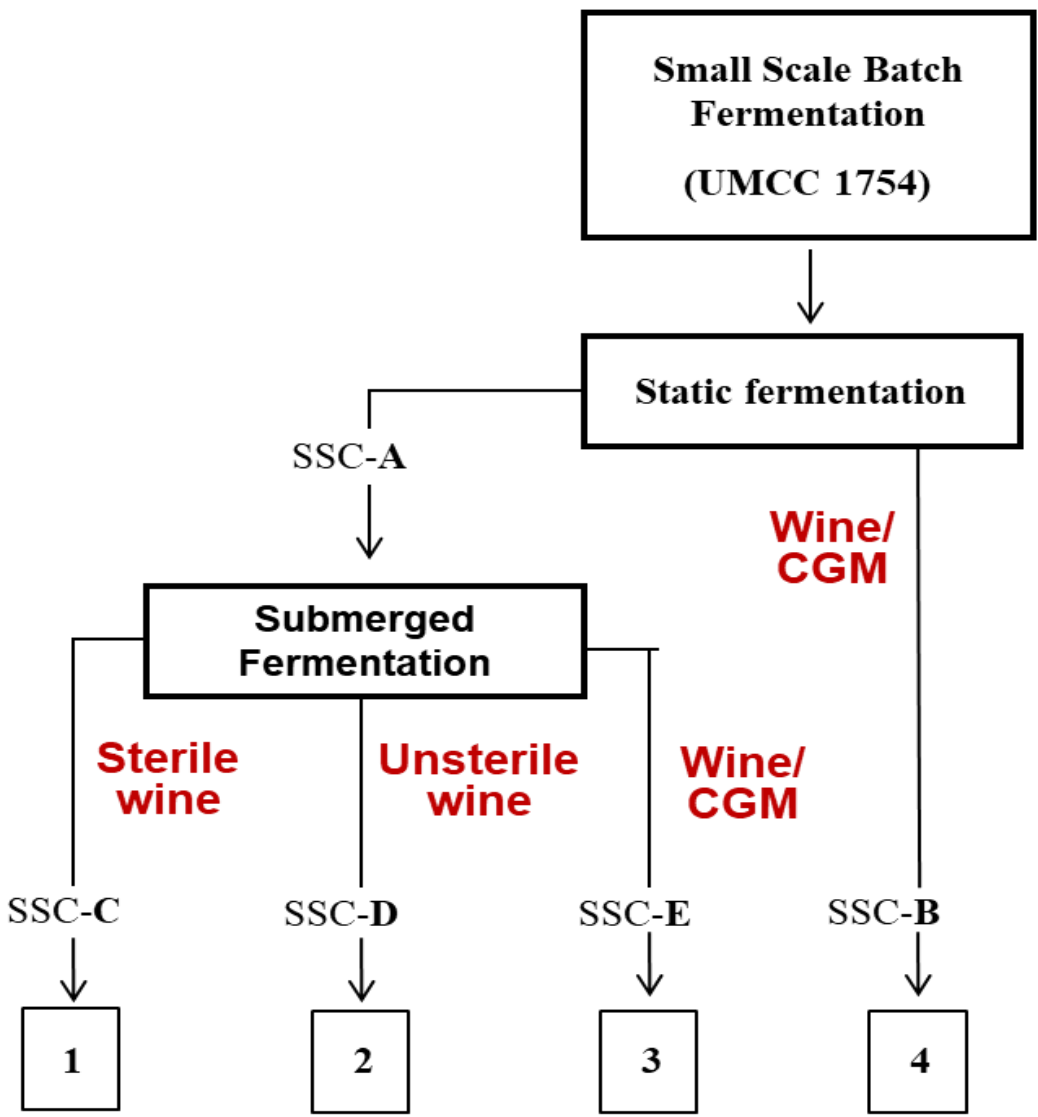 Small Scale Batch
Fermentation
(UMCC 1754)
Static fermentation
SSC-A
Wine/
CGM
Submerged
Fermentation
Sterile
wine
Unsterile
wine
Wine/
CGM
SSC-C
SSC-D
SSC-E
SSC-B
1
2
3
4